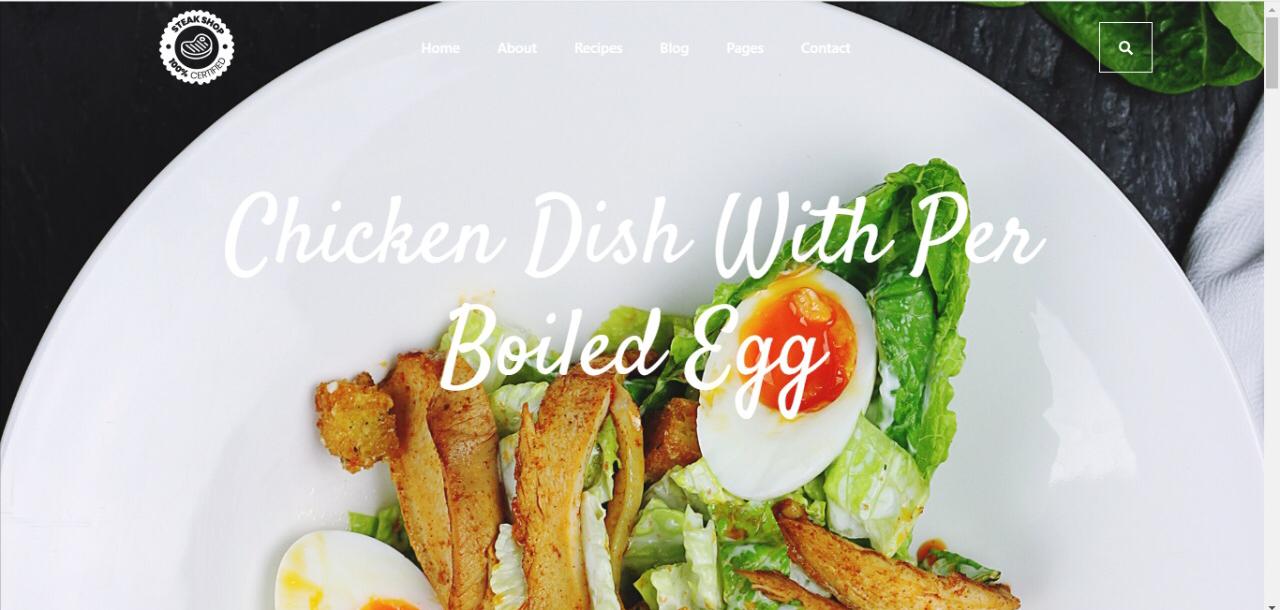 STEAK SHOP
100% CERTIFIED
Home About Recipes Blog Pages Contact
Chicken Dish With Per
Boiled Egg